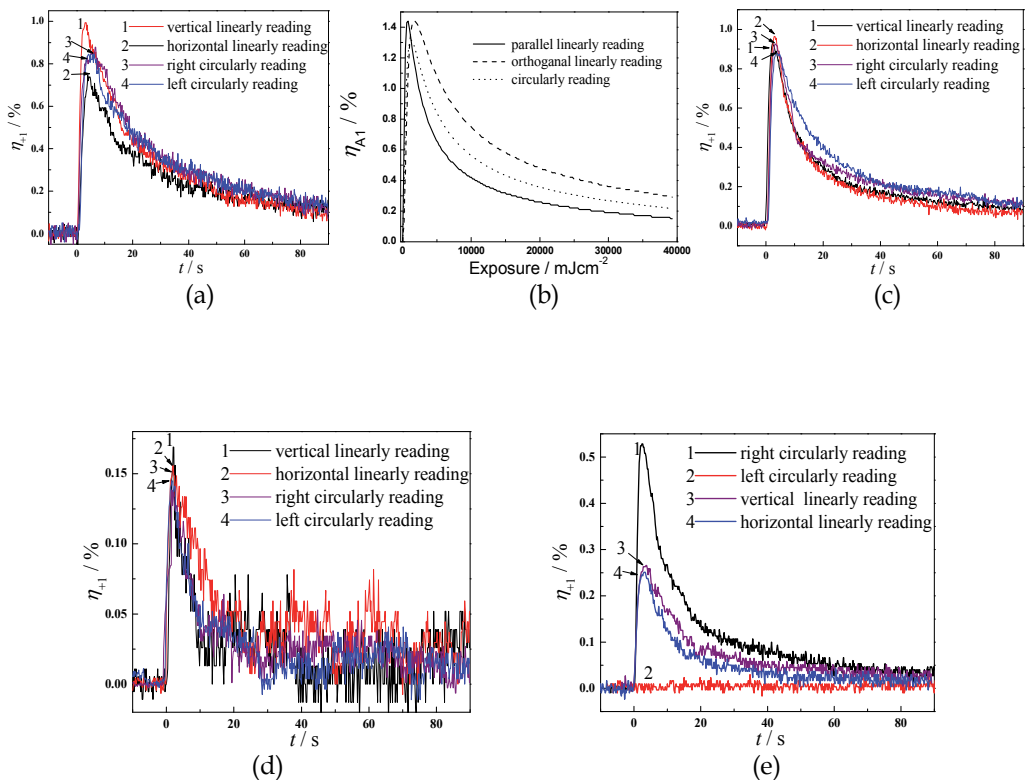 1 vertical linearly reading
2 horizontal linearly reading
3 right circularly reading
4 left circularly reading
1
3
4
2
η+1 / %
1.0
0.8
0.6
0.4
0.2
0.0
0 20 40 60 80
t / s
(a)
parallel linearly reading
orthoganal linearly reading
circularly reading
ηA1 / %
1.6
1.4
1.2
1.0
0.8
0.6
0.4
0.2
0.0
0 10000 20000 30000 40000
Exposure / mJcm-2
(b)
1 vertical linearly reading
2 horizontal linearly reading
3 right circularly reading
4 left circularly reading
2
3
1
4
η+1 / %
1.0
0.8
0.6
0.4
0.2
0.0
0 20 40 60 80
t / s
(c)
1 vertical linearly reading
2 horizontal linearly reading
3 right circularly reading
4 left circularly reading
1
2
3
4
η+1 / %
0.15
0.10
0.05
0.00
0 20 40 60 80
t / s
(d)
1 right circularly reading
2 left circularly reading
3 vertical linearly reading
4 horizontal linearly reading
1
3
4
2
η+1 / %
0.5
0.4
0.3
0.2
0.1
0.0
0 20 40 60 80
t / s
(e)